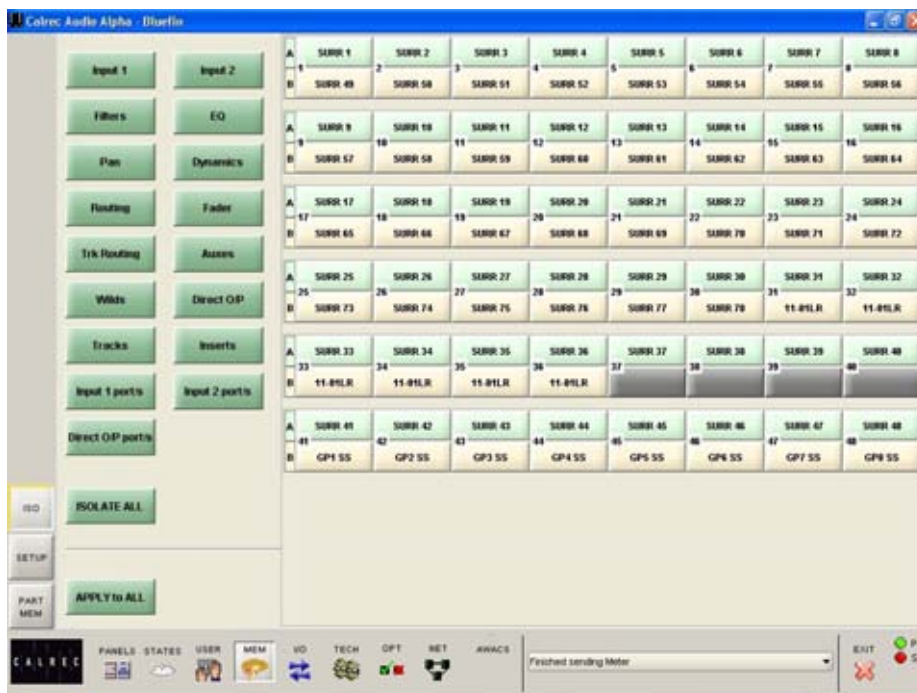 Calrec Audio Alpha - Bluefin
Input 1 Input 2
Filters EQ
Pan Dynamics
Routing Fader
Trk Routing Auxes
Wilds Direct O/P
Tracks Inserts
Input 1 port/s Input 2 port/s
Direct O/P port/s
ISOLATE ALL
APPLY to ALL
ISO
SETUP
PART MEM
A SURR 1 SURR 2 SURR 3 SURR 4 SURR 5 SURR 6 SURR 7 SURR 8
1 2 3 4 5 6 7 8
B SURR 49 SURR 50 SURR 51 SURR 52 SURR 53 SURR 54 SURR 55 SURR 56
A SURR 9 SURR 10 SURR 11 SURR 12 SURR 13 SURR 14 SURR 15 SURR 16
9 10 11 12 13 14 15 16
B SURR 57 SURR 58 SURR 59 SURR 60 SURR 61 SURR 62 SURR 63 SURR 64
A SURR 17 SURR 18 SURR 19 SURR 20 SURR 21 SURR 22 SURR 23 SURR 24
17 18 19 20 21 22 23 24
B SURR 65 SURR 66 SURR 67 SURR 68 SURR 69 SURR 70 SURR 71 SURR 72
A SURR 25 SURR 26 SURR 27 SURR 28 SURR 29 SURR 30 SURR 31 SURR 32
25 26 27 28 29 30 31 32
B SURR 73 SURR 74 SURR 75 SURR 76 SURR 77 SURR 78 11-01LR 11-01LR
A SURR 33 SURR 34 SURR 35 SURR 36 SURR 37 SURR 38 SURR 39 SURR 40
33 34 35 36 37 38 39 40
B 11-01LR 11-01LR 11-01LR 11-01LR
A SURR 41 SURR 42 SURR 43 SURR 44 SURR 45 SURR 46 SURR 47 SURR 48
41 42 43 44 45 46 47 48
B GP1 SS GP2 SS GP3 SS GP4 SS GP5 SS GP6 SS GP7 SS GP8 SS
CALREC PANELS STATES USER MEM I/O TECH OPT NET AWACS Finished sending Meter EXIT P
S